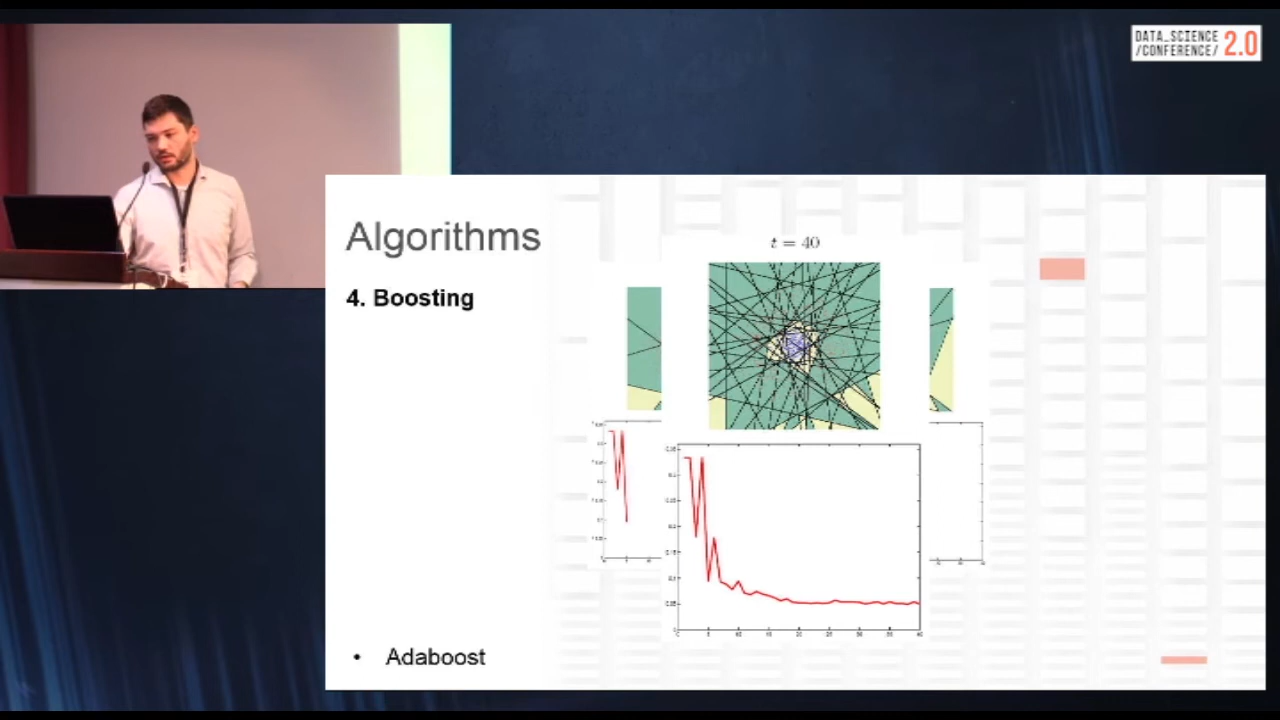 DATA_SCIENCE
/CONFERENCE/ 2.0
Algorithms
t = 40
4. Boosting
• Adaboost